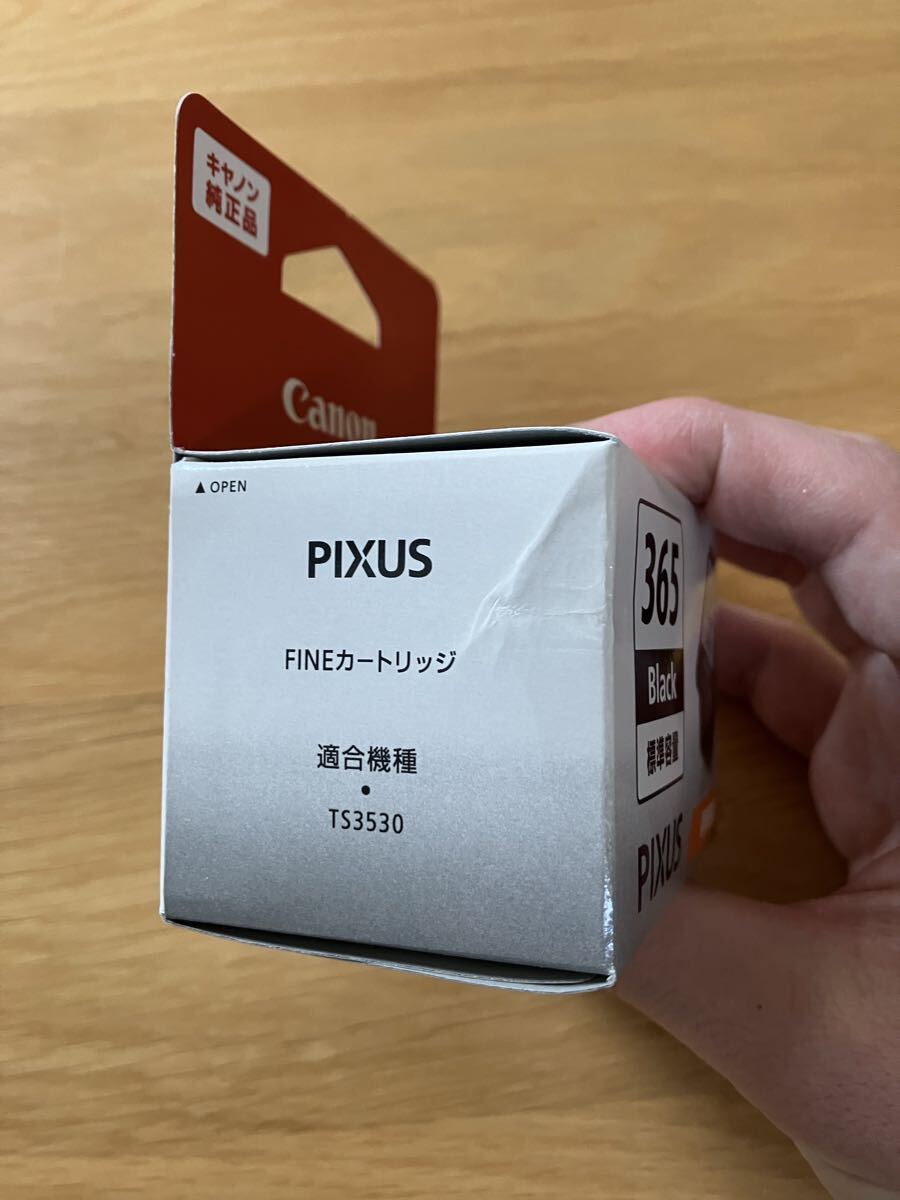 キヤノン
純正品
Canon
▲ OPEN
PIXUS
FINEカートリッジ
適合機種
●
TS3530
365
Black
標準容量
PIXUS